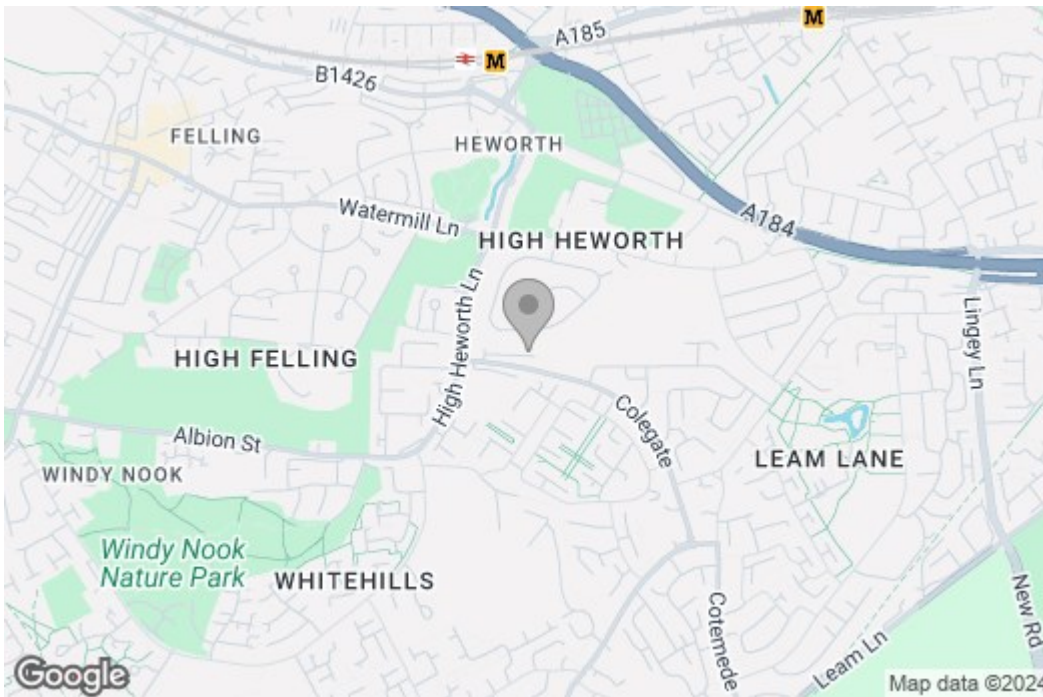 M
A185
M
B1426
FELLING
HEWORTH
Watermill Ln
A184
HIGH HEWORTH
High Heworth Ln
HIGH FELLING
Lingey Ln
Colegate
Albion St
LEAM LANE
WINDY NOOK
Windy Nook
Nature Park
WHITEHILLS
Cotemede
New Rd
Leam Ln
Google
Map data ©2024